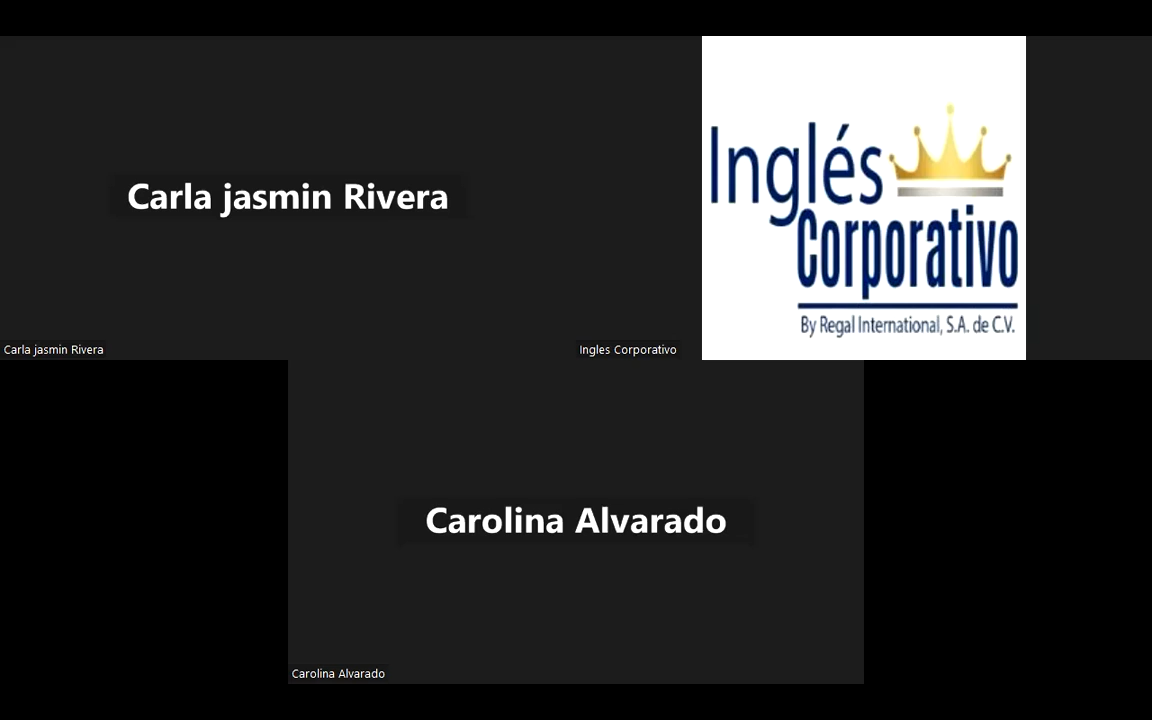 Carla jasmin Rivera
Carla jasmin Rivera
Inglés
Corporativo
By Regal International, S.A. de C.V.
Ingles Corporativo
Carolina Alvarado
Carolina Alvarado